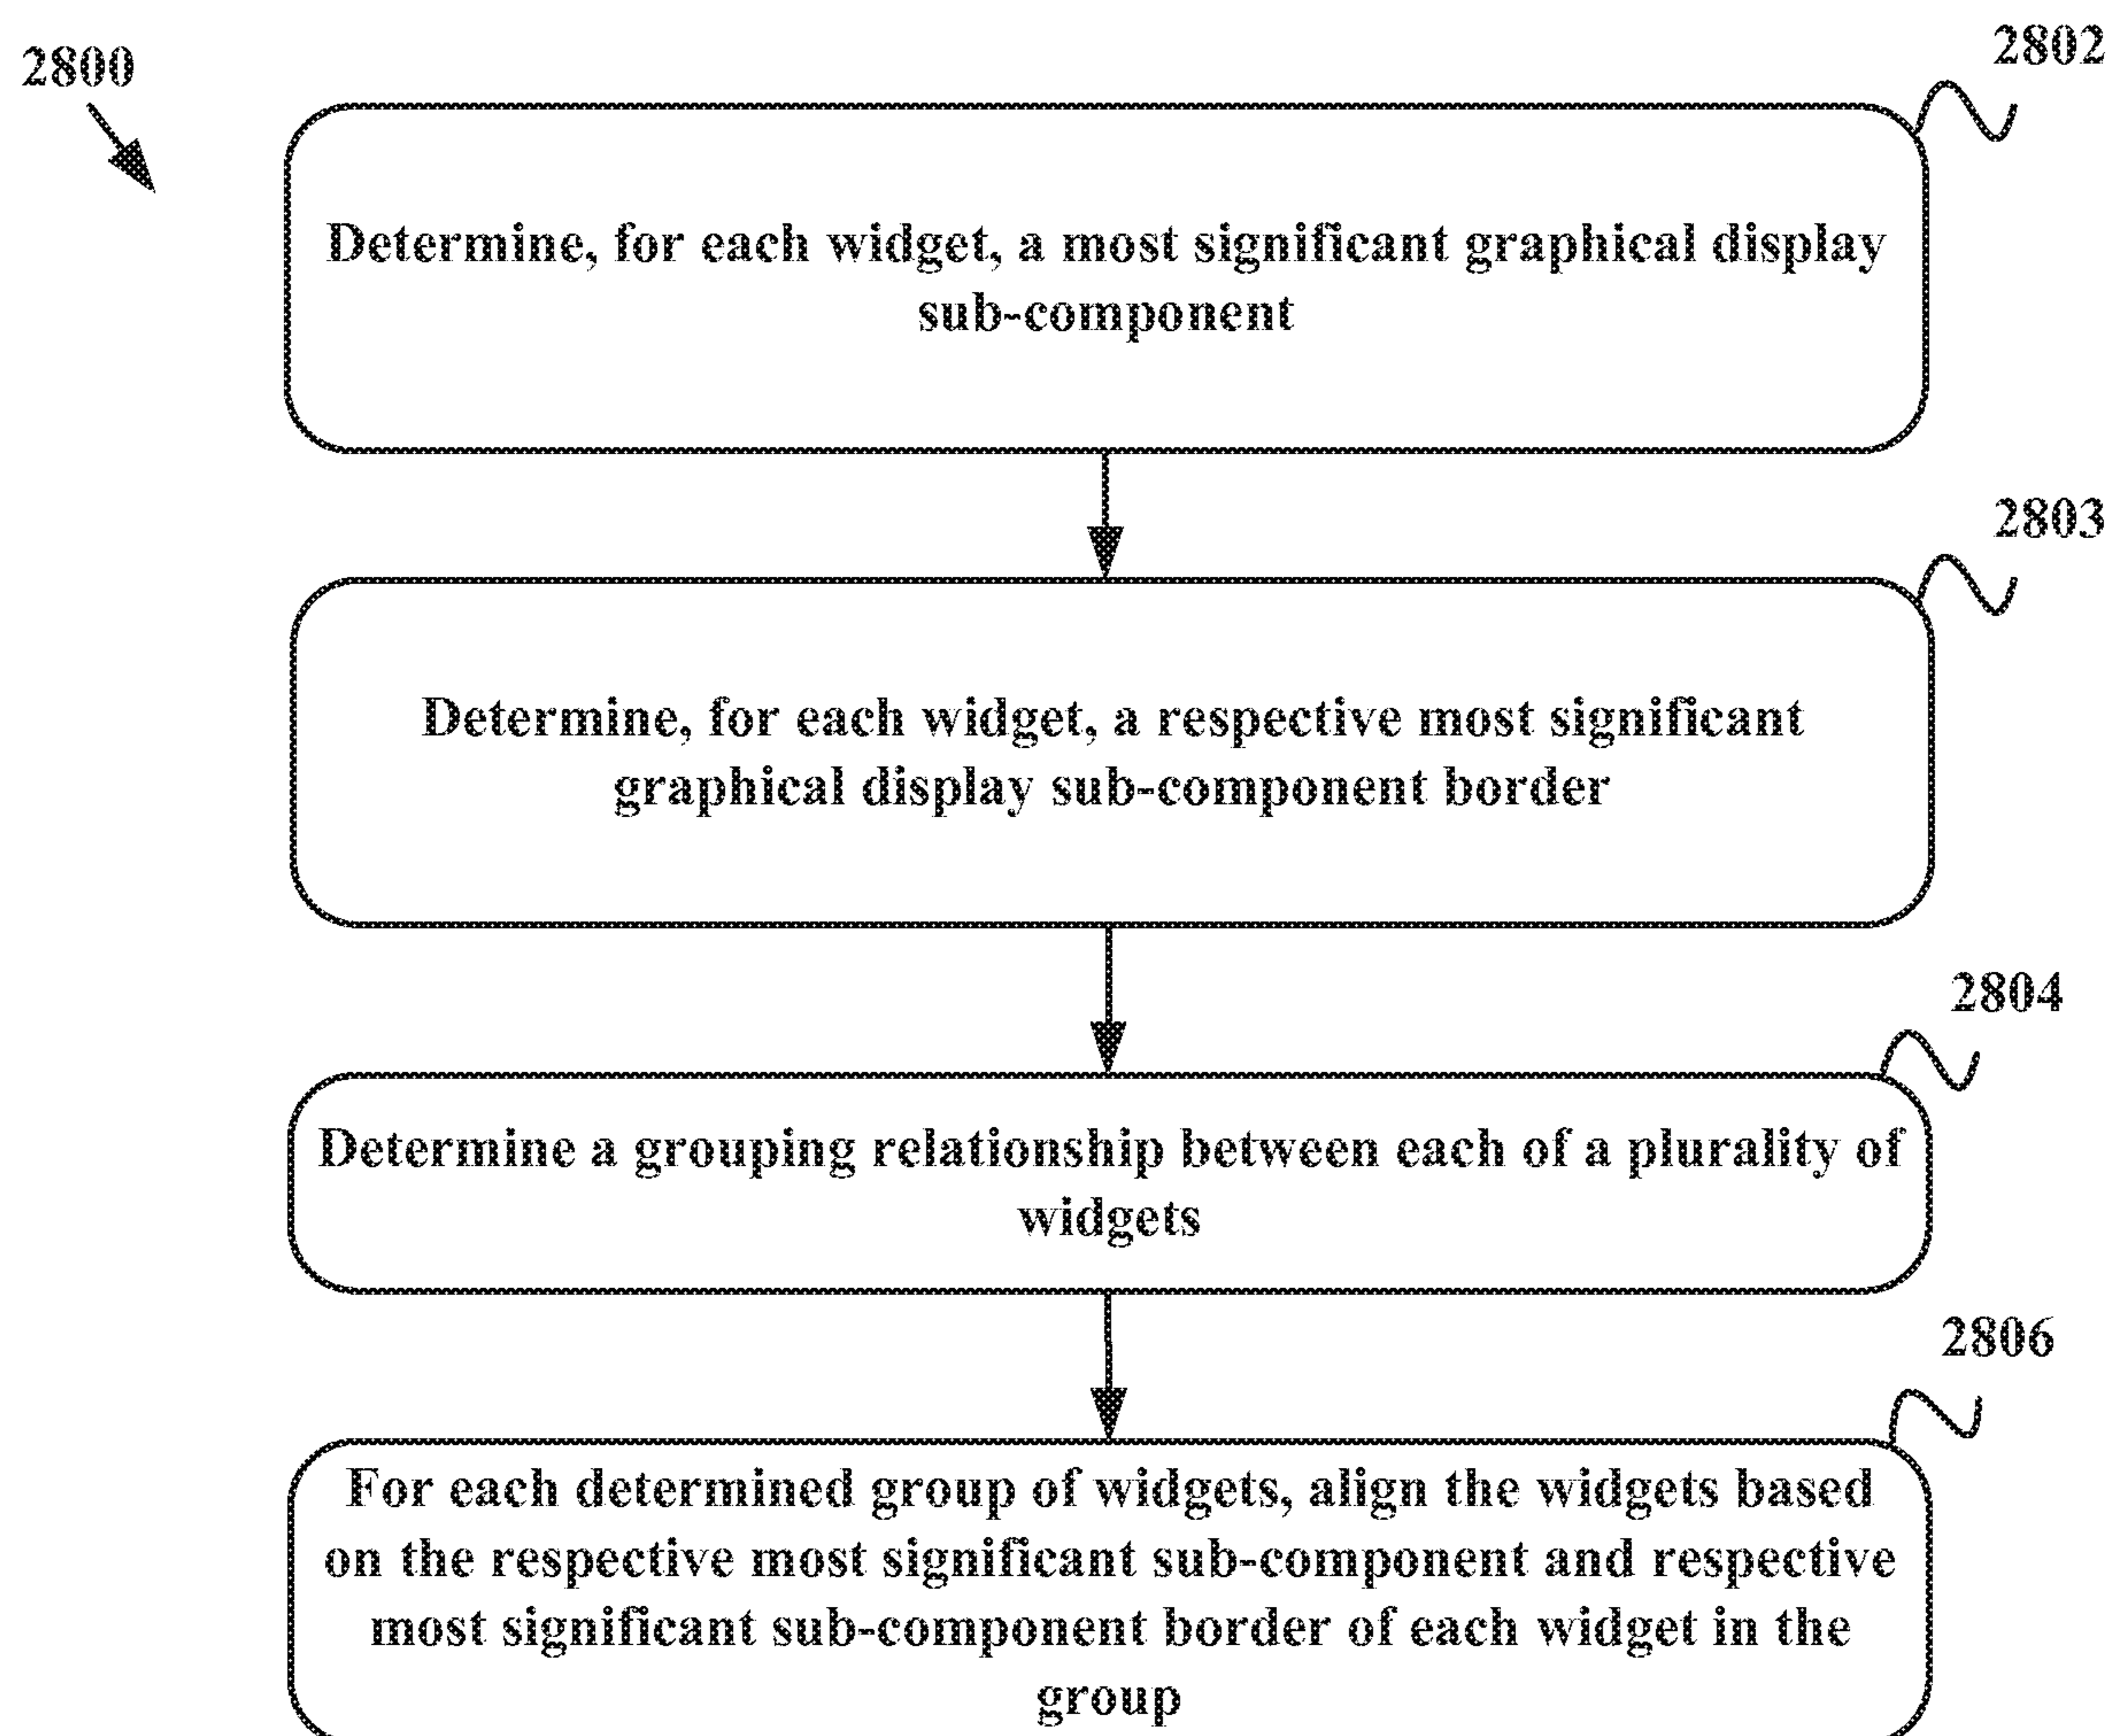 2800
2802
Determine, for each widget, a most significant graphical display
sub-component
2803
Determine, for each widget, a respective most significant
graphical display sub-component border
2804
Determine a grouping relationship between each of a plurality of
widgets
2806
For each determined group of widgets, align the widgets based
on the respective most significant sub-component and respective
most significant sub-component border of each widget in the
group